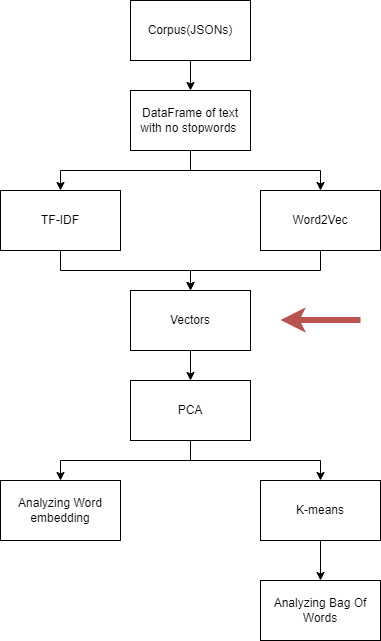 Corpus(JSONs)
DataFrame of text
with no stopwords
TF-IDF
Word2Vec
Vectors
PCA
Analyzing Word
embedding
K-means
Analyzing Bag Of
Words